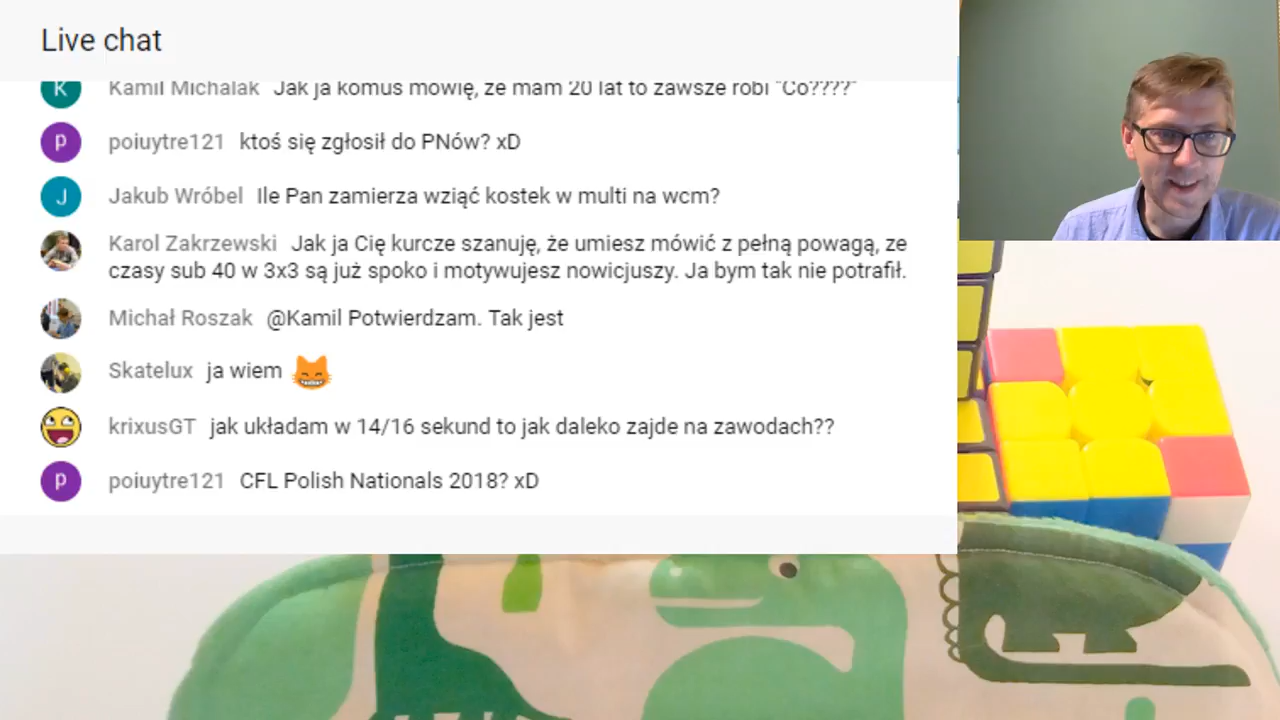 Live chat
Kamil Michalak Jak ja komuś mówię, że mam 20 lat to zawsze robi "Co????"
poiuytre121 ktoś się zgłosił do PNów? xD
Jakub Wróbel Ile Pan zamierza wziąć kostek w multi na wcm?
Karol Zakrzewski Jak ja Cię kurcze szanuję, że umiesz mówić z pełną powagą, ze
czasy sub 40 w 3x3 są już spoko i motywujesz nowicjuszy. Ja bym tak nie potrafił.
Michał Roszak @Kamil Potwierdzam. Tak jest
Skatelux ja wiem
krixusGT jak układam w 14/16 sekund to jak daleko zajde na zawodach??
poiuytre121 CFL Polish Nationals 2018? xD
K
p
J
p